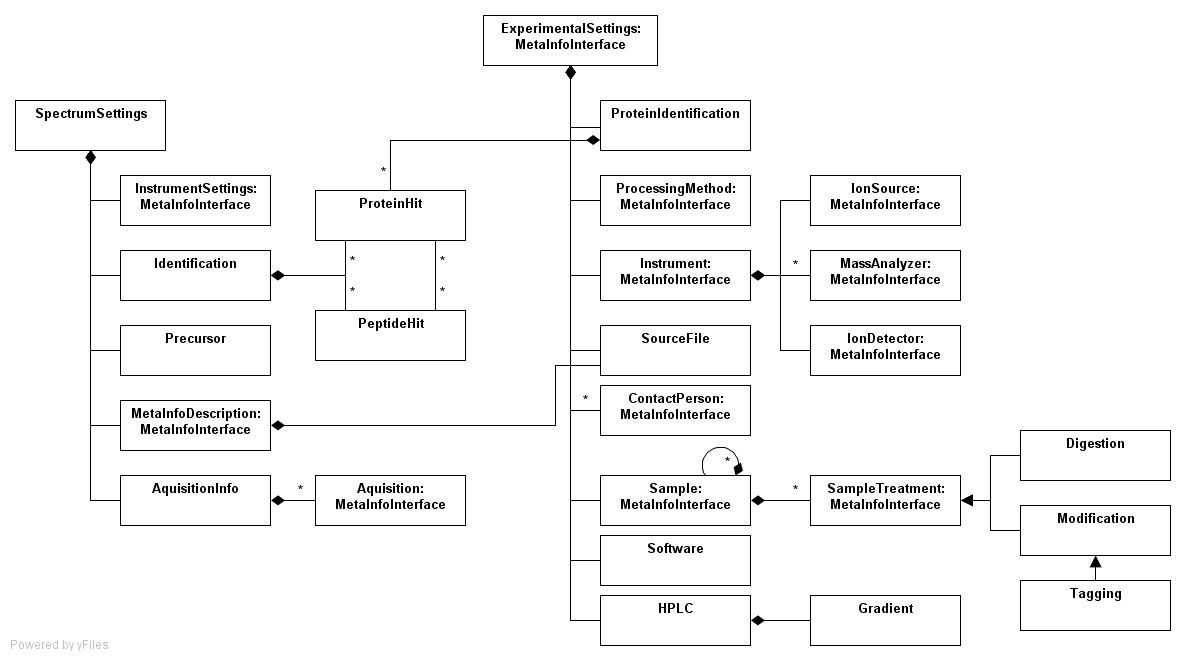 ExperimentalSettings:
MetaInfoInterface
SpectrumSettings
ProteinIdentification
*
InstrumentSettings:
MetaInfoInterface
ProteinHit
ProcessingMethod:
MetaInfoInterface
IonSource:
MetaInfoInterface
Identification
*
*
*
*
Instrument:
MetaInfoInterface
*
MassAnalyzer:
MetaInfoInterface
Precursor
PeptideHit
SourceFile
IonDetector:
MetaInfoInterface
MetaInfoDescription:
MetaInfoInterface
*
ContactPerson:
MetaInfoInterface
Digestion
AquisitionInfo
*
Aquisition:
MetaInfoInterface
*
Sample:
MetaInfoInterface
*
SampleTreatment:
MetaInfoInterface
Modification
Software
Tagging
HPLC
Gradient
Powered by yFiles